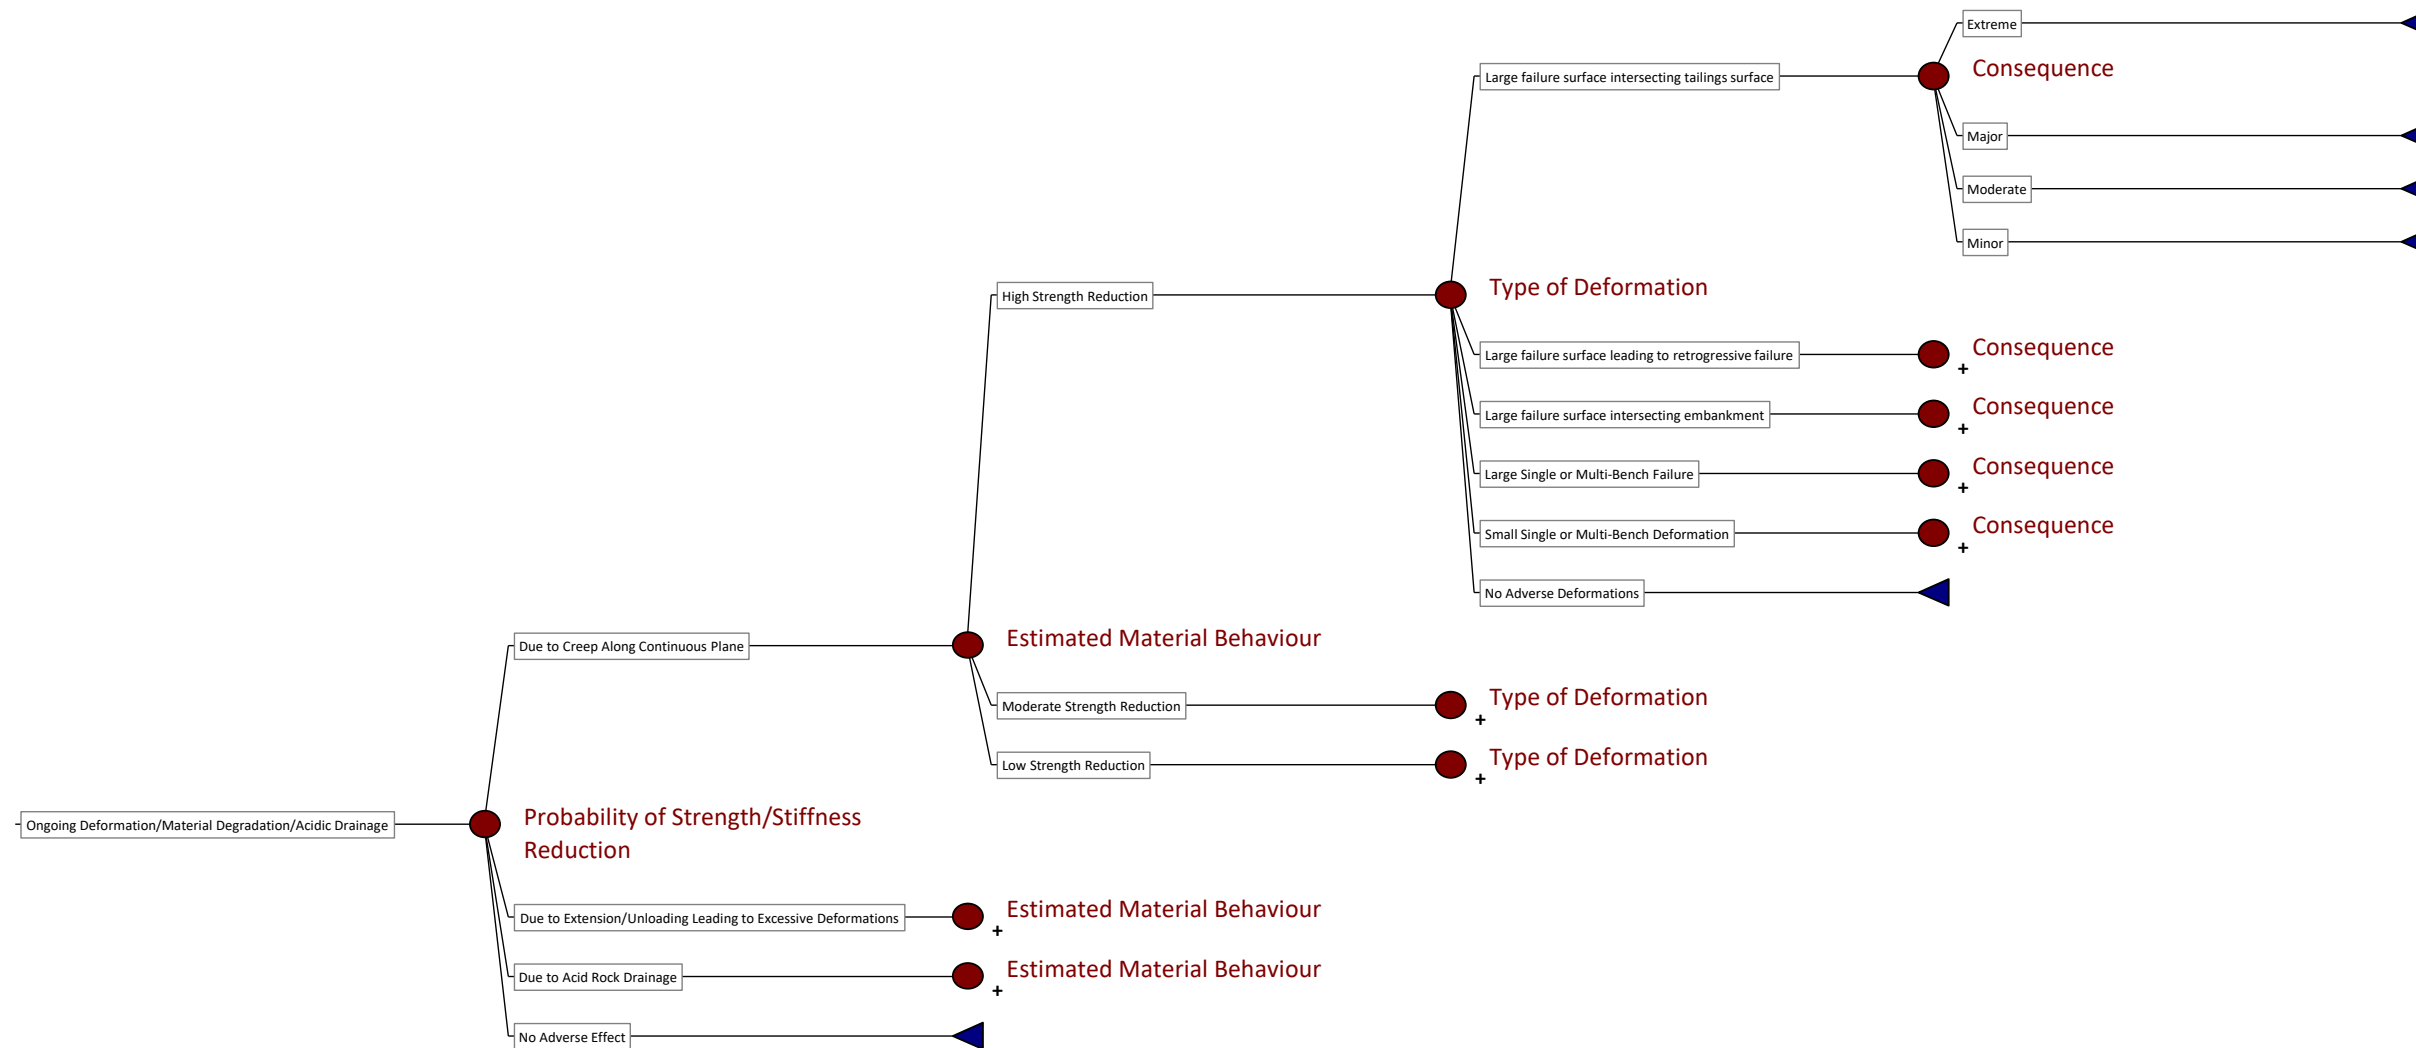 Extreme
Consequence
Large failure surface intersecting tailings surface
Major
Moderate
Minor
High Strength Reduction
Type of Deformation
Large failure surface leading to retrogressive failure
+
Consequence
Large failure surface intersecting embankment
+
Consequence
Large Single or Multi-Bench Failure
+
Consequence
Small Single or Multi-Bench Deformation
+
Consequence
No Adverse Deformations
Due to Creep Along Continuous Plane
Estimated Material Behaviour
Moderate Strength Reduction
+
Type of Deformation
Low Strength Reduction
+
Type of Deformation
Ongoing Deformation/Material Degradation/Acidic Drainage
Probability of Strength/Stiffness
Reduction
Due to Extension/Unloading Leading to Excessive Deformations
+
Estimated Material Behaviour
Due to Acid Rock Drainage
+
Estimated Material Behaviour
No Adverse Effect